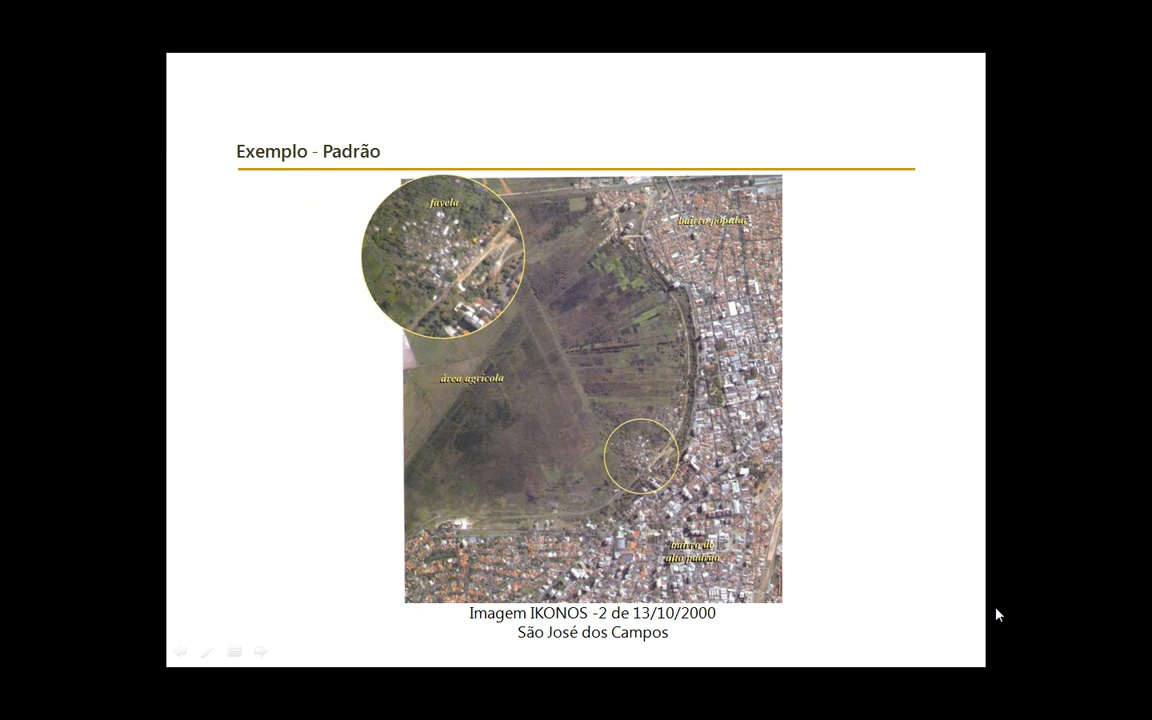 Exemplo - Padrão
favela
bairro popular
área agrícola
bairro de
alto padrão
Imagem IKONOS -2 de 13/10/2000
São José dos Campos